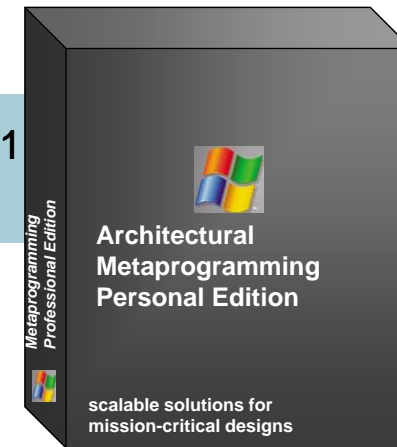 1
Metaprogramming
Professional Edition
Architectural
Metaprogramming
Personal Edition
scalable solutions for
mission-critical designs